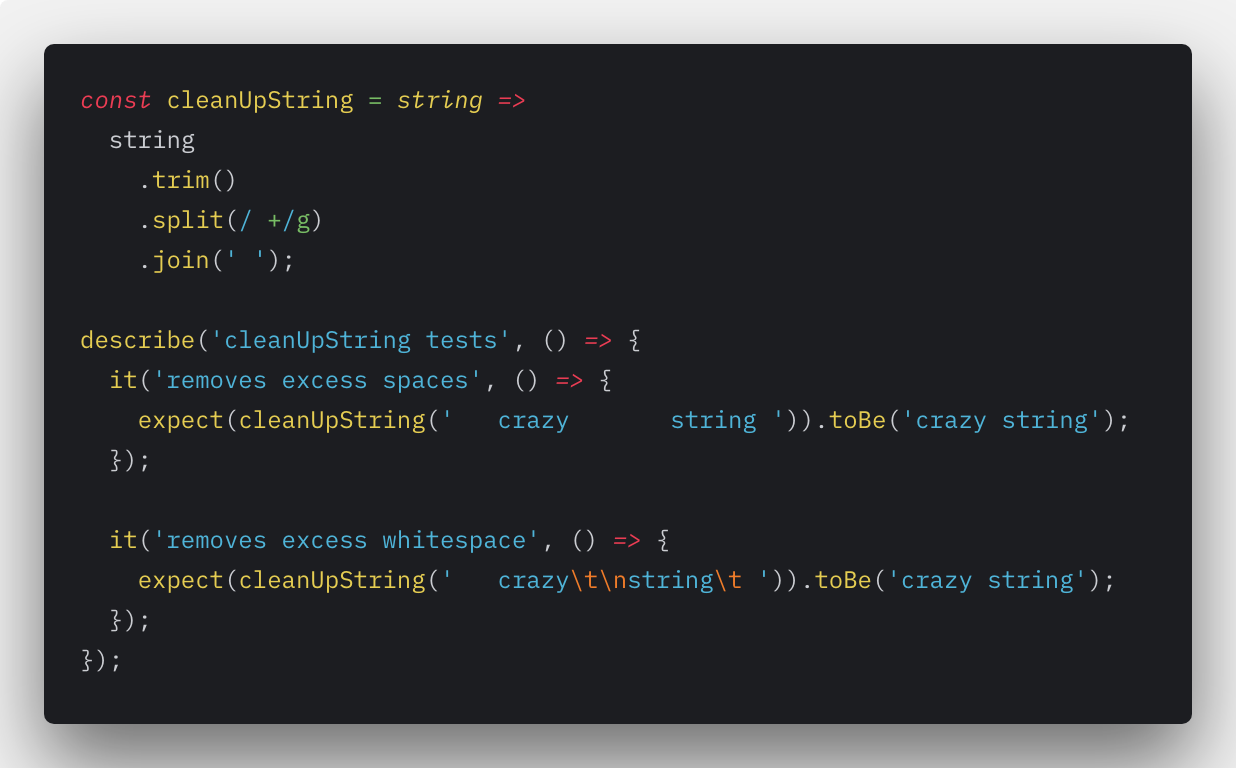 const cleanUpString = string =>
  string
    .trim()
    .split(/ +/g)
    .join(' ');

describe('cleanUpString tests', () => {
  it('removes excess spaces', () => {
    expect(cleanUpString('   crazy       string ')).toBe('crazy string');
  });

  it('removes excess whitespace', () => {
    expect(cleanUpString('   crazy\t\nstring\t ')).toBe('crazy string');
  });
});